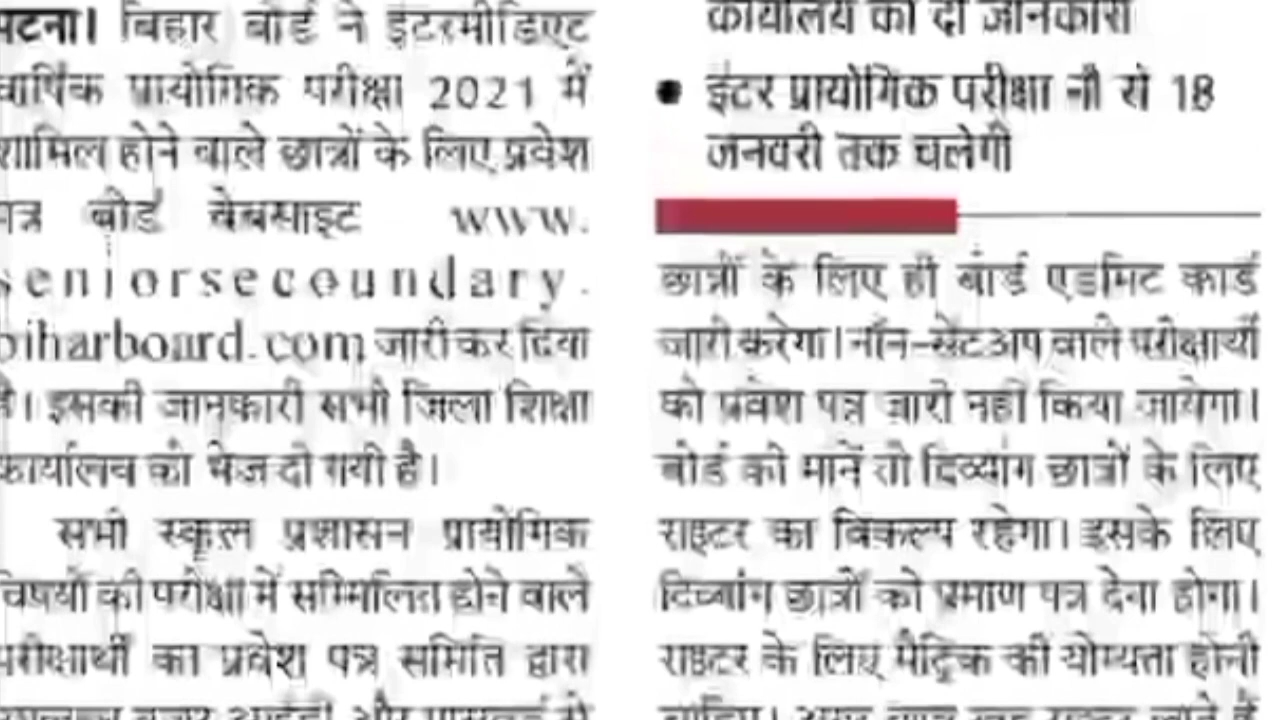 पटना। बिहार बोर्ड ने इंटरमीडिएट
वार्षिक प्रायोगिक परीक्षा 2021 में
शामिल होने वाले छात्रों के लिए प्रवेश
पत्र बोर्ड वेबसाइट www.
seniorsecoundary.
biharboard.com जारी कर दिया
है। इसकी जानकारी सभी जिला शिक्षा
कार्यालय को भेज दी गयी है।
सभी स्कूल प्रशासन प्रायोगिक
विषयों की परीक्षा में सम्मिलित होने वाले
परीक्षार्थी का प्रवेश पत्र समिति द्वारा
कार्यालय को दी जानकारी
• इंटर प्रायोगिक परीक्षा नौ से 18
जनवरी तक चलेगी
छात्रों के लिए ही बोर्ड एडमिट कार्ड
जारी करेगा। नॉन-सेंटअप वाले परीक्षार्थी
को प्रवेश पत्र जारी नहीं किया जायेगा।
बोर्ड की मानें तो दिव्यांग छात्रों के लिए
राइटर का विकल्प रहेगा। इसके लिए
दिव्यांग छात्रों को प्रमाण पत्र देना होगा।
राइटर के लिए मैट्रिक की योग्यता होनी